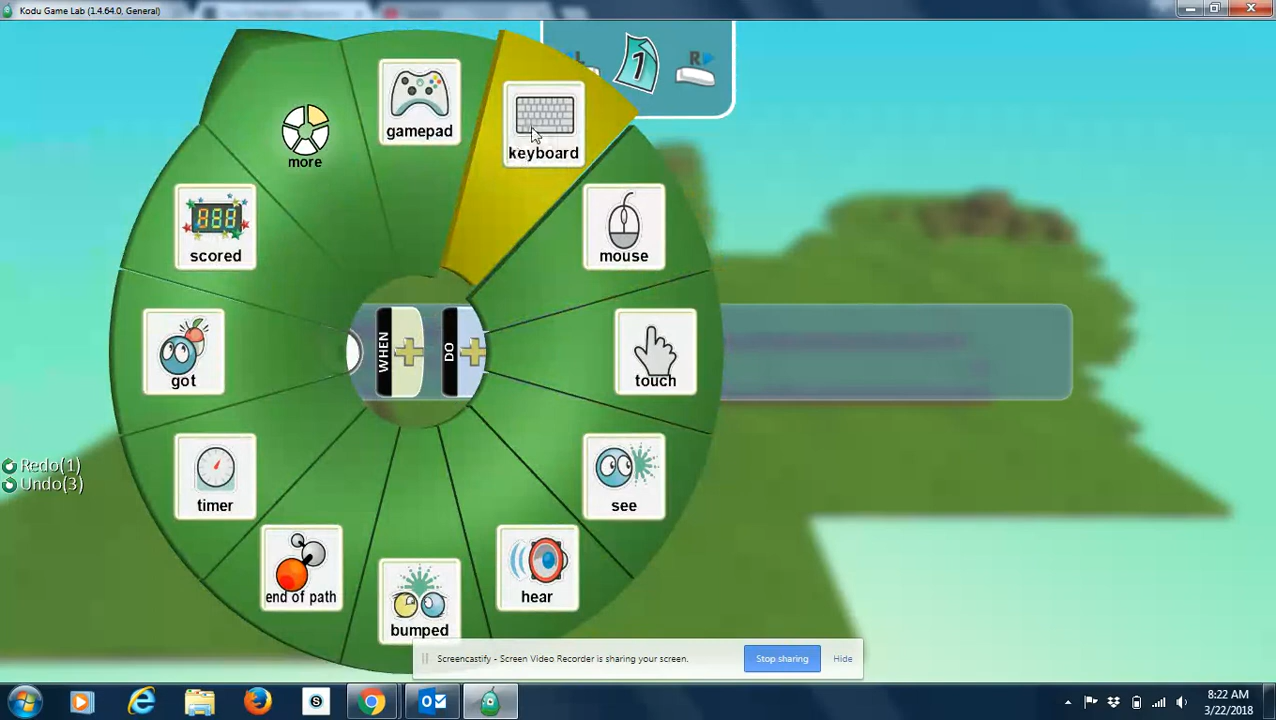 Kodu Game Lab (1.4.64.0, General)
L
1
R
gamepad
keyboard
more
mouse
scored
888
touch
got
WHEN
DO
see
timer
hear
end of path
bumped
Redo(1)
Undo(3)
Screencastify - Screen Video Recorder is sharing your screen.
Stop sharing
Hide
S
8:22 AM
3/22/2018